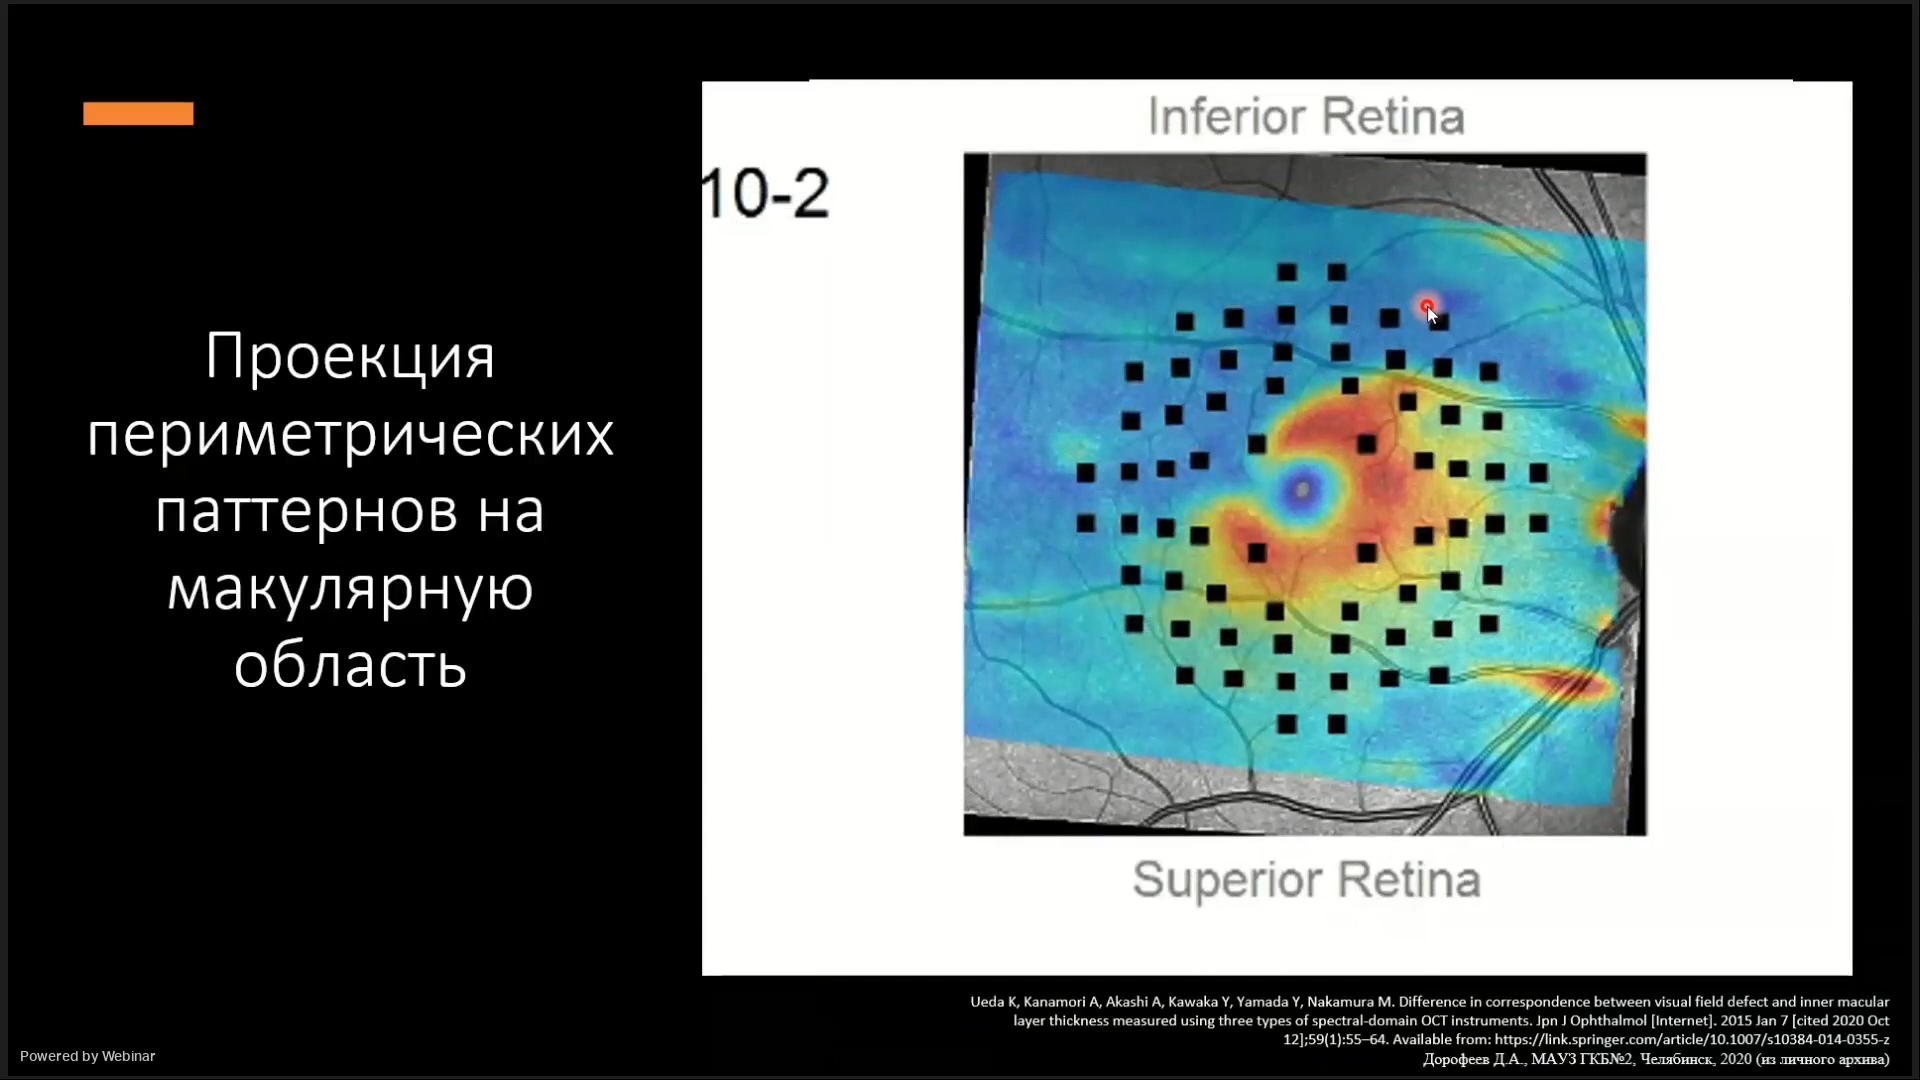 Inferior Retina
10-2
Проекция
периметрических
паттернов на
макулярную
область
Superior Retina
Ueda K, Kanamori A, Akashi A, Kawaka Y, Yamada Y, Nakamura M. Difference in correspondence between visual field defect and inner macular
layer thickness measured using three types of spectral-domain OCT instruments. Jpn J Ophthalmol [Internet]. 2015 Jan 7 [cited 2020 Oct
12];59(1):55–64. Available from: https://link.springer.com/article/10.1007/s10384-014-0355-z
Дорофеев Д.А., МАУЗ ГКБ№2, Челябинск, 2020 (из личного архива)
Powered by Webinar